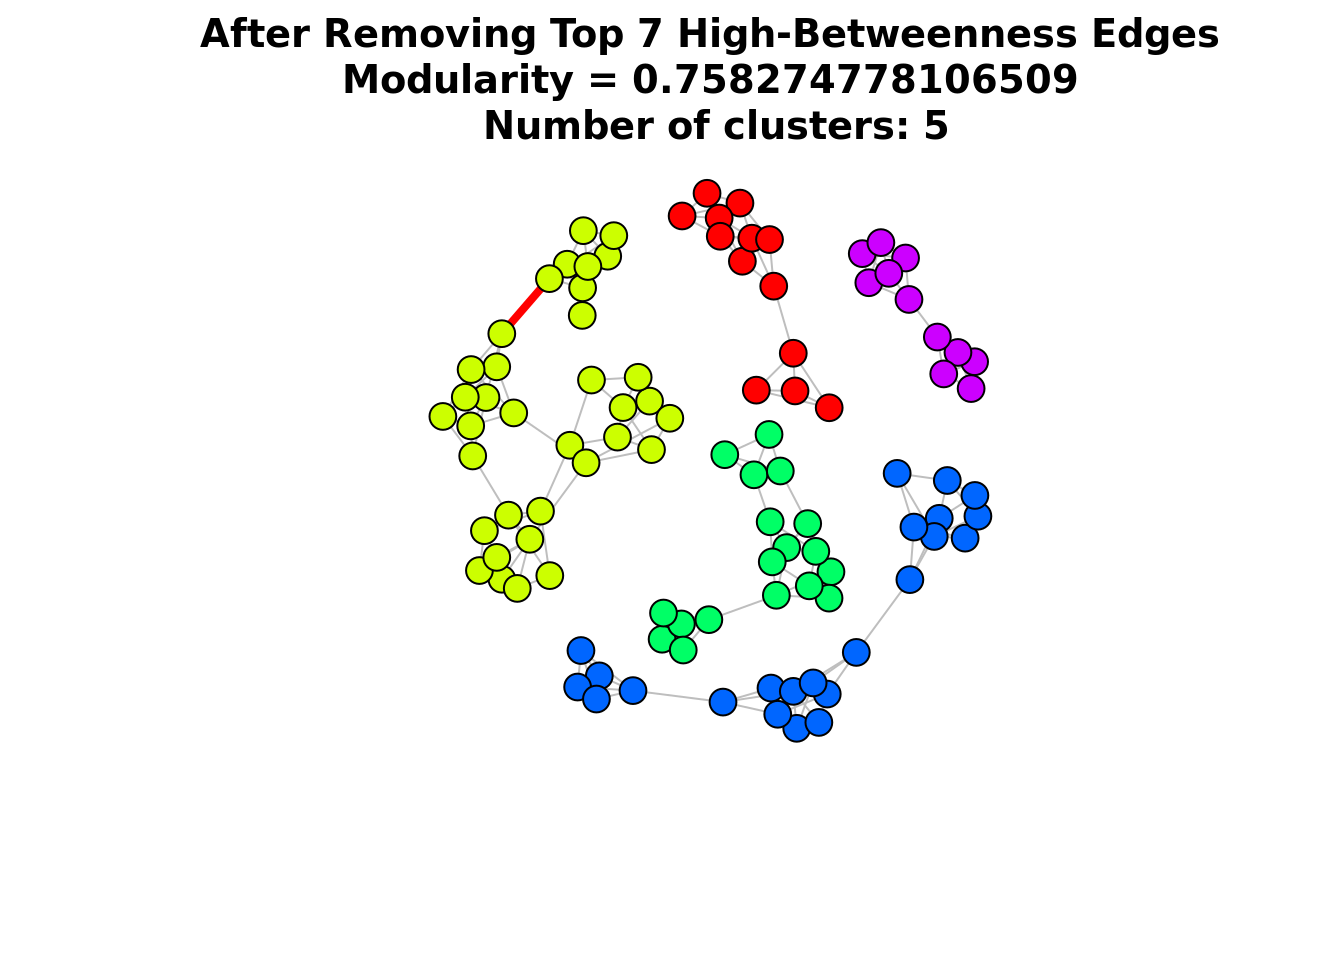 After Removing Top 7 High-Betweenness Edges
Modularity = 0.758274778106509
Number of clusters: 5